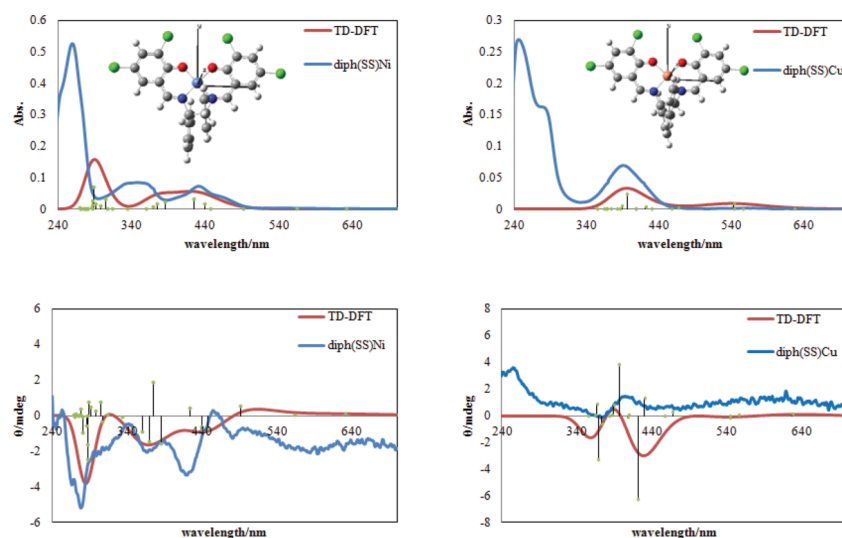 0.6
0.5
0.4
0.3
0.2
0.1
0
Abs.
TD-DFT
diph(SS)Ni
240 340 440 540 640
wavelength/nm
0.3
0.25
0.2
0.15
0.1
0.05
0
Abs.
TD-DFT
diph(SS)Cu
240 340 440 540 640
wavelength/nm
6
4
2
0
-2
-4
-6
θ/mdeg
TD-DFT
diph(SS)Ni
240 340 440 540 640
wavelength/nm
8
6
4
2
0
-2
-4
-6
-8
θ/mdeg
TD-DFT
diph(SS)Cu
240 340 440 540 640
wavelength/nm